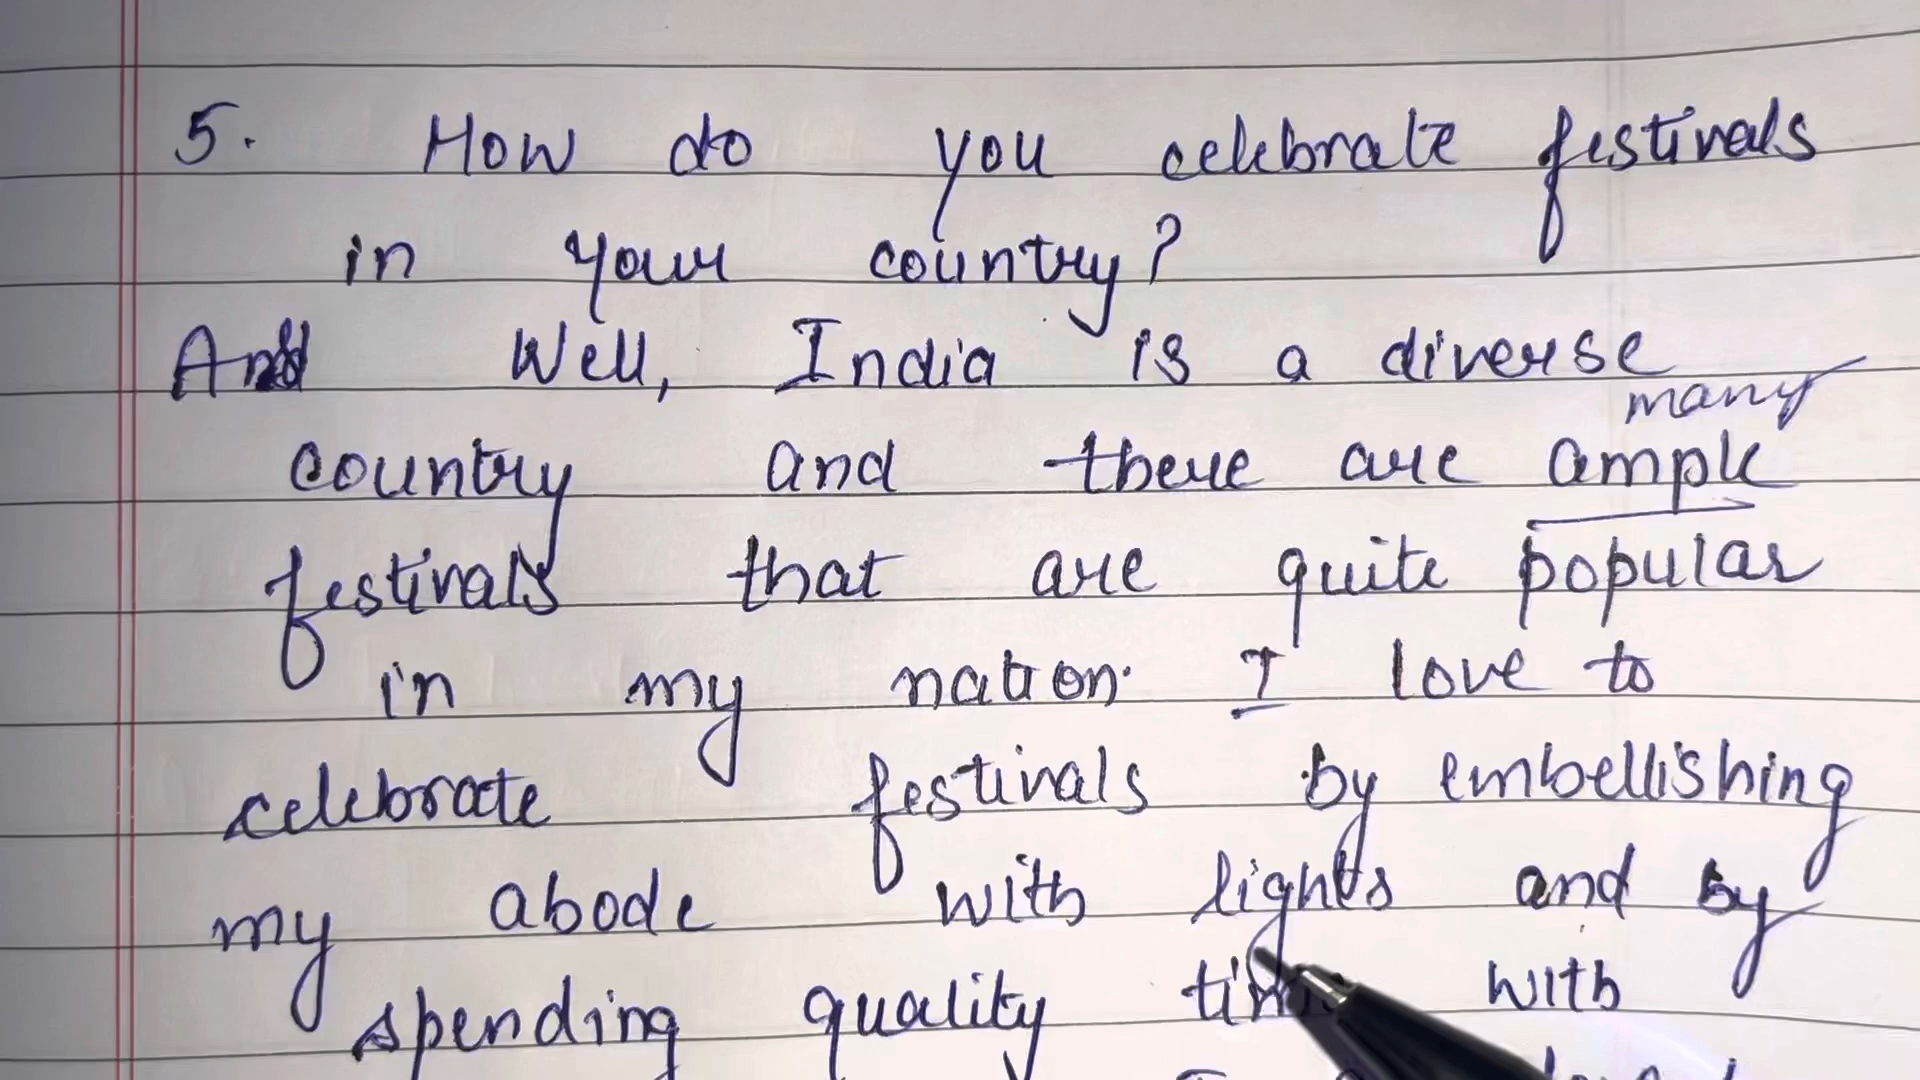 5. How do you celebrate festivals
in your country?
Ans Well, India is a diverse
many
country and there are ample
festivals that are quite popular
in my nation. I love to
celebrate festivals by embellishing
my abode with lights and by
spending quality time with